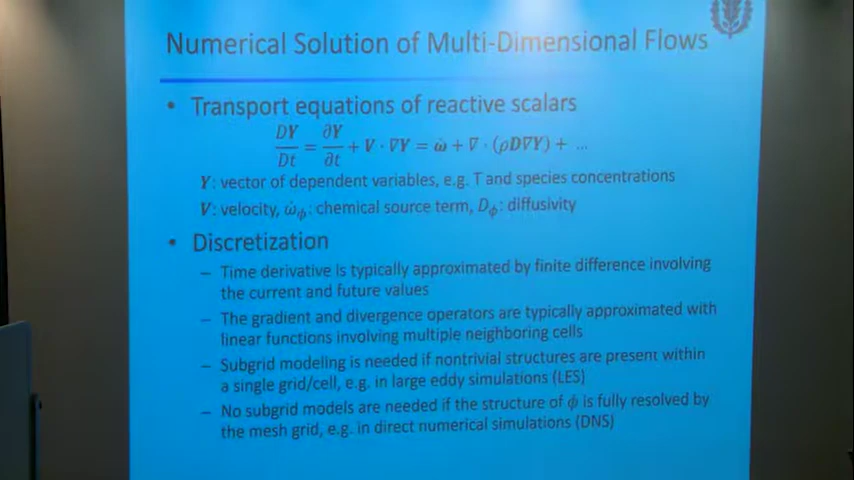 Numerical Solution of Multi-Dimensional Flows
• Transport equations of reactive scalars
DY/Dt = ∂Y/∂t + V · ∇Y = ω̇ + ∇ · (ρD∇Y) + ...
Y: vector of dependent variables, e.g. T and species concentrations
V: velocity, ω̇ϕ: chemical source term, Dϕ: diffusivity
• Discretization
– Time derivative is typically approximated by finite difference involving
the current and future values
– The gradient and divergence operators are typically approximated with
linear functions involving multiple neighboring cells
– Subgrid modeling is needed if nontrivial structures are present within
a single grid/cell, e.g. in large eddy simulations (LES)
– No subgrid models are needed if the structure of ϕ is fully resolved by
the mesh grid, e.g. in direct numerical simulations (DNS)